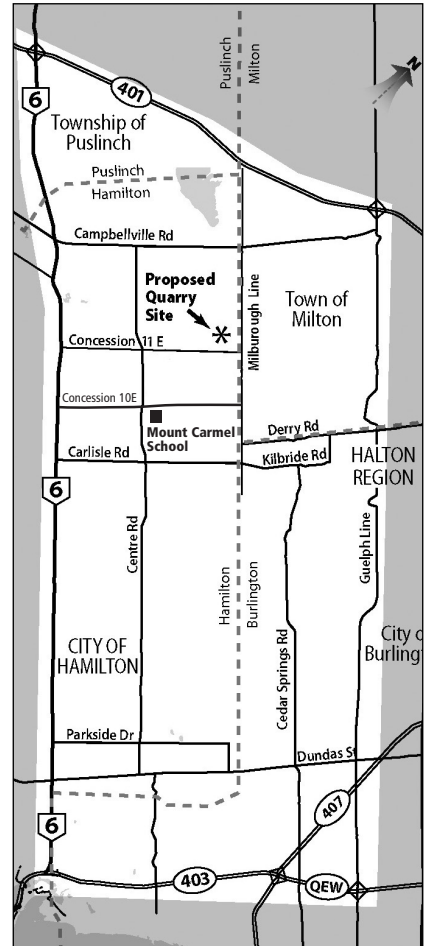 N
Puslinch
Milton
6
401
Township of
Puslinch
Puslinch
Hamilton
Campbellville Rd
Proposed
Quarry
Site
Milburough Line
Town of
Milton
Concession 11 E
Concession 10E
Mount Carmel
School
Derry Rd
Carlisle Rd
Kilbride Rd
HALTON
REGION
6
Centre Rd
Guelph Line
Hamilton
Burlington
Cedar Springs Rd
CITY OF
HAMILTON
City o
Burlingt
Parkside Dr
Dundas St
407
6
403
QEW